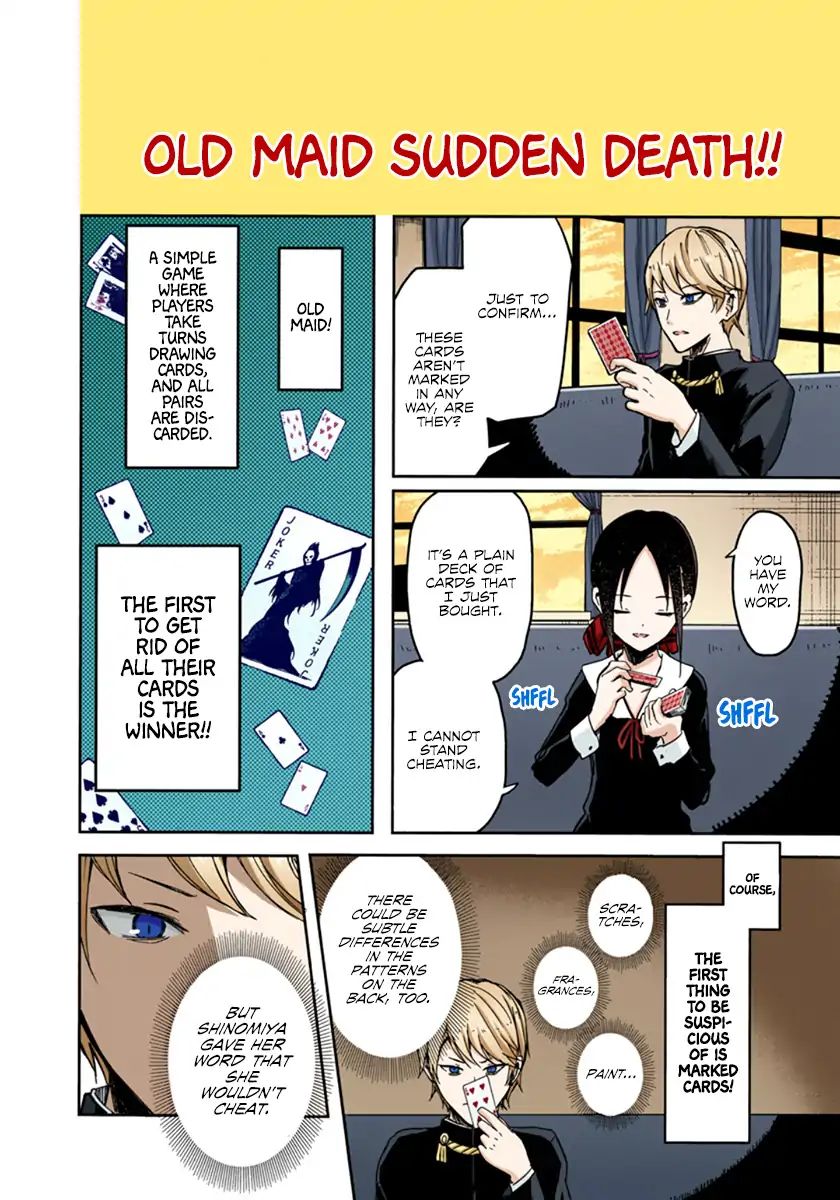 OLD MAID SUDDEN DEATH!!
JUST TO
CONFIRM...
THESE
CARDS
AREN'T
MARKED
IN ANY
WAY, ARE
THEY?
OLD
MAID!
A SIMPLE
GAME
WHERE
PLAYERS
TAKE
TURNS
DRAWING
CARDS,
AND ALL
PAIRS
ARE DIS-
CARDED.
JOKER
JOKER
THE FIRST
TO GET
RID OF
ALL THEIR
CARDS
IS THE
WINNER!!
YOU
HAVE
MY
WORD.
IT'S A PLAIN
DECK OF
CARDS THAT
I JUST
BOUGHT.
SHFFL
SHFFL
I CANNOT
STAND
CHEATING.
OF
COURSE,
THE
FIRST
THING
TO BE
SUSPI-
CIOUS
OF IS
MARKED
CARDS!
SCRA-
TCHES,
FRA-
GRANCES,
PAINT...
THERE
COULD BE
SUBTLE
DIFFERENCES
IN THE
PATTERNS
ON THE
BACK, TOO.
BUT
SHINOMIYA
GAVE HER
WORD THAT
SHE
WOULDN'T
CHEAT.